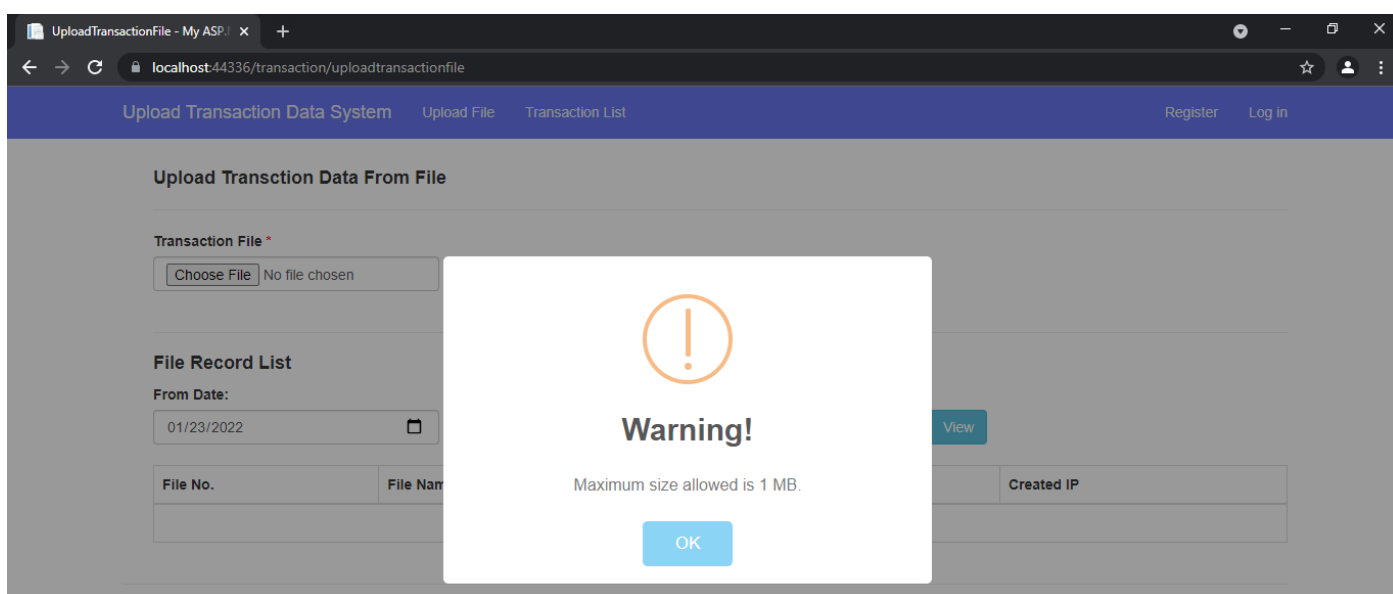 UploadTransactionFile - My ASP.
localhost:44336/transaction/uploadtransactionfile
Upload Transaction Data System Upload File Transaction List Register Log in
Upload Transction Data From File
Transaction File *
Choose File No file chosen
File Record List
From Date:
01/23/2022
View
File No. File Nam Created IP
Warning!
Maximum size allowed is 1 MB.
OK